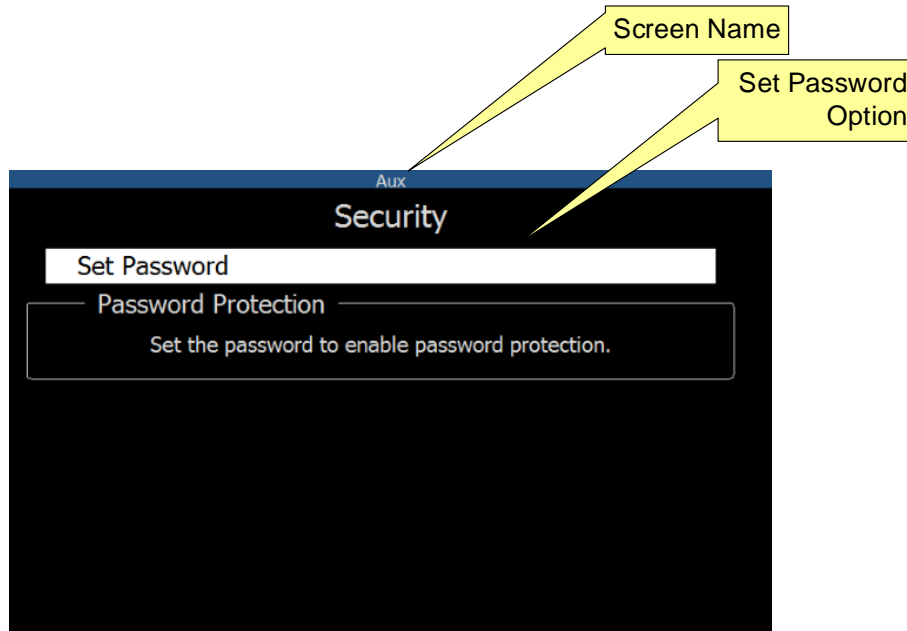 Screen Name
Set Password
Option
Aux
Security
Set Password
Password Protection
Set the password to enable password protection.